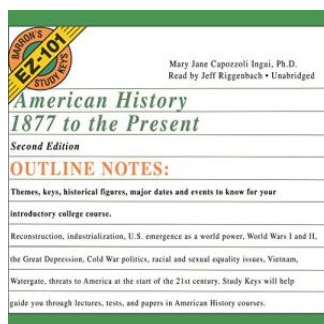 BARRON'S
EZ-101
STUDY KEYS
Mary Jane Capozzoli Ingui, Ph.D.
Read by Jeff Riggenbach • Unabridged
American History
1877 to the Present
Second Edition
OUTLINE NOTES:
Themes, keys, historical figures, major dates and events to know for your
introductory college course.
Reconstruction, industrialization, U.S. emergence as a world power, World Wars I and II,
the Great Depression, Cold War politics, racial and sexual equality issues, Vietnam,
Watergate, threats to America at the start of the 21st century. Study Keys will help
guide you through lectures, tests, and papers in American History courses.